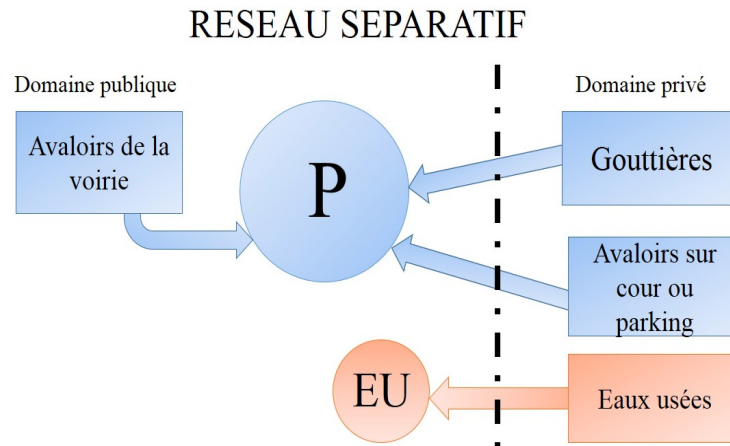 RESEAU SEPARATIF
Domaine publique
Domaine privé
Avaloirs de la
voirie
P
Gouttières
Avaloirs sur
cour ou
parking
EU
Eaux usées